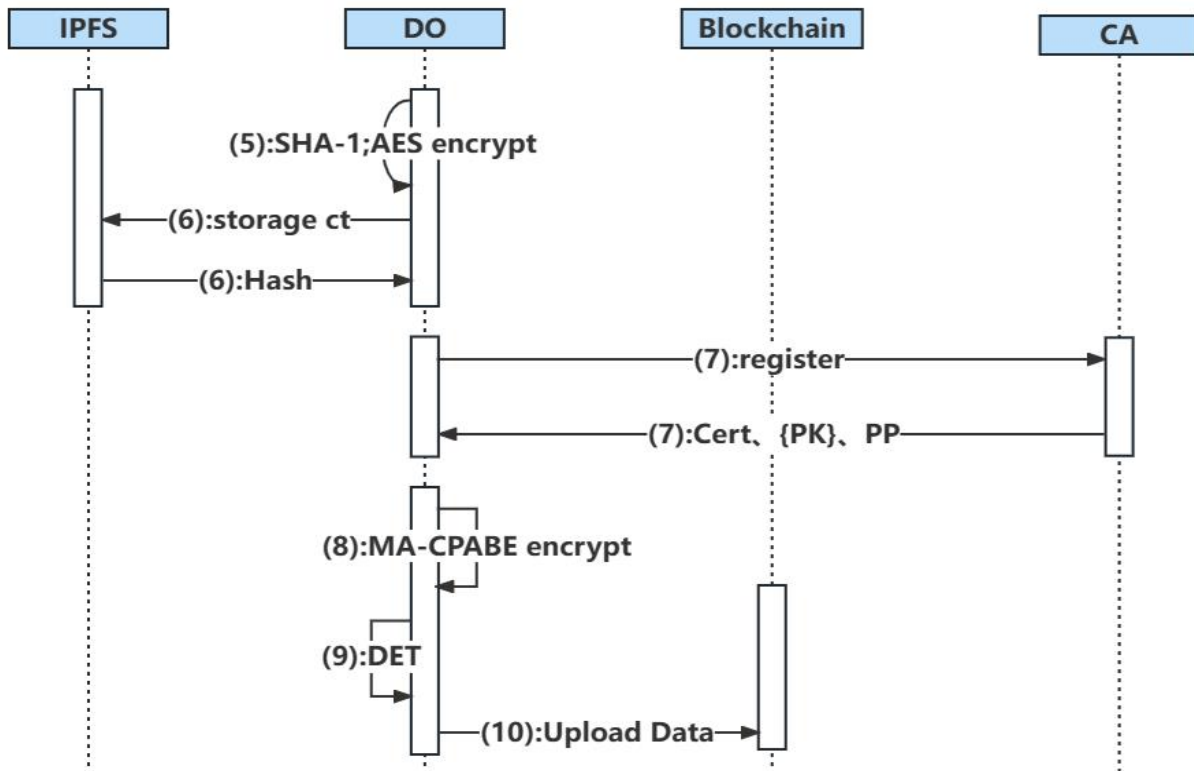 IPFS
DO
Blockchain
CA
(5):SHA-1;AES encrypt
(6):storage ct
(6):Hash
(7):register
(7):Cert、{PK}、PP
(8):MA-CPABE encrypt
(9):DET
(10):Upload Data